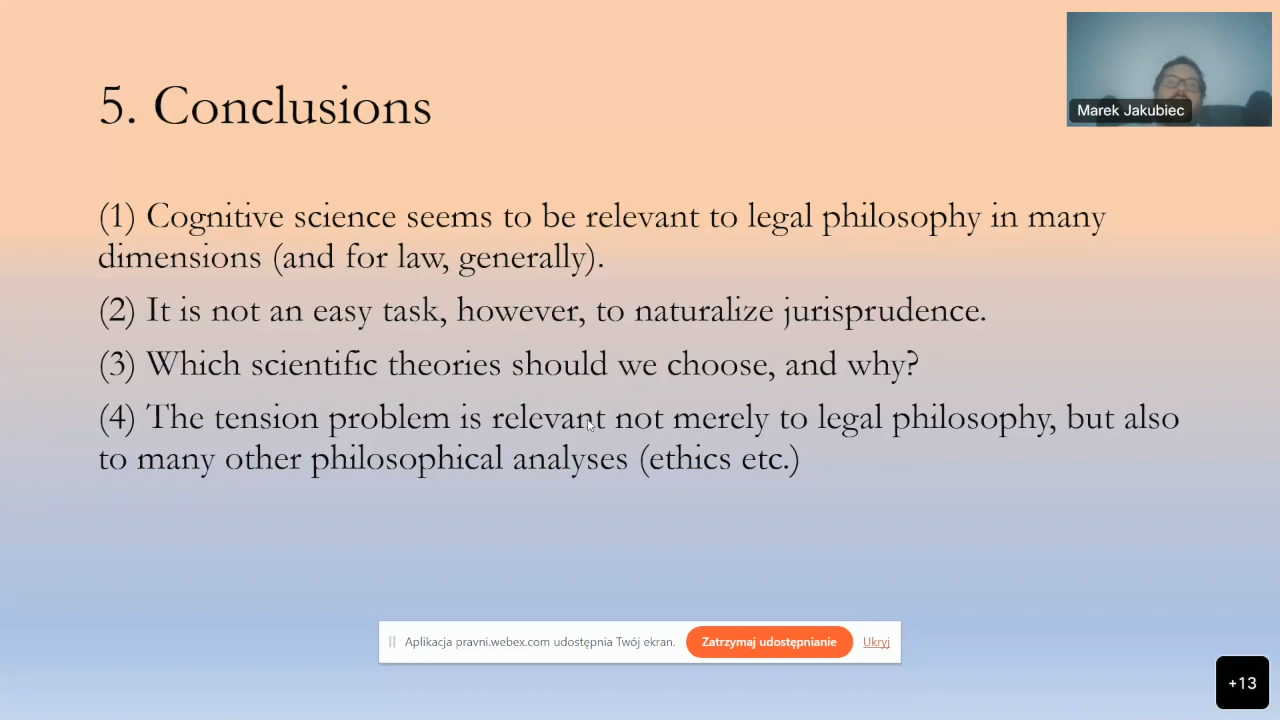 5. Conclusions
Marek Jakubiec
(1) Cognitive science seems to be relevant to legal philosophy in many
dimensions (and for law, generally).
(2) It is not an easy task, however, to naturalize jurisprudence.
(3) Which scientific theories should we choose, and why?
(4) The tension problem is relevant not merely to legal philosophy, but also
to many other philosophical analyses (ethics etc.)
Aplikacja pravni.webex.com udostępnia Twój ekran. Zatrzymaj udostępnianie Ukryj
+13